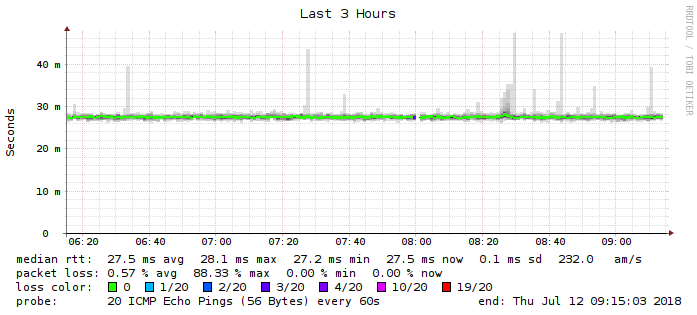 Last 3 Hours
RRDTOOL / TOBI OETIKER
Seconds
40 m
30 m
20 m
10 m
0
06:20 06:40 07:00 07:20 07:40 08:00 08:20 08:40 09:00
median rtt: 27.5 ms avg 28.1 ms max 27.2 ms min 27.5 ms now 0.1 ms sd 232.0 am/s
packet loss: 0.57 % avg 88.33 % max 0.00 % min 0.00 % now
loss color: 0 1/20 2/20 3/20 4/20 10/20 19/20
probe: 20 ICMP Echo Pings (56 Bytes) every 60s end: Thu Jul 12 09:15:03 2018